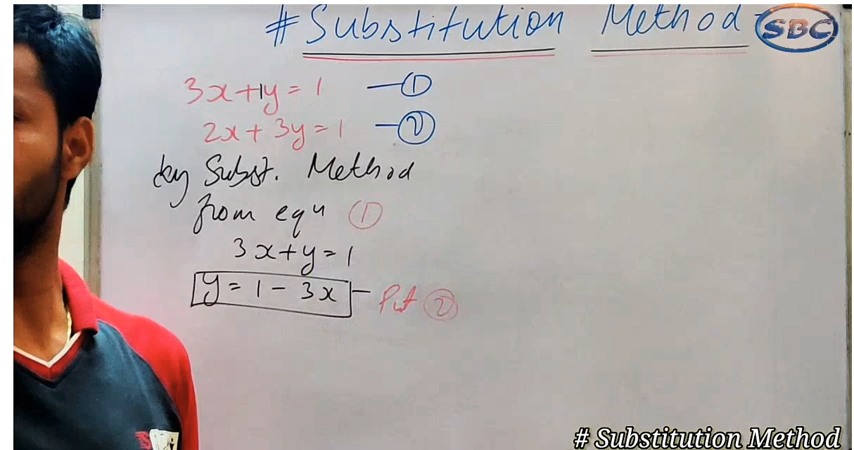 # Substitution Method
SBC
3x+1y = 1 — ①
2x + 3y = 1 — ②
by Subst. Method
from equ ①
3x+y = 1
y = 1 - 3x — Put ②
# Substitution Method